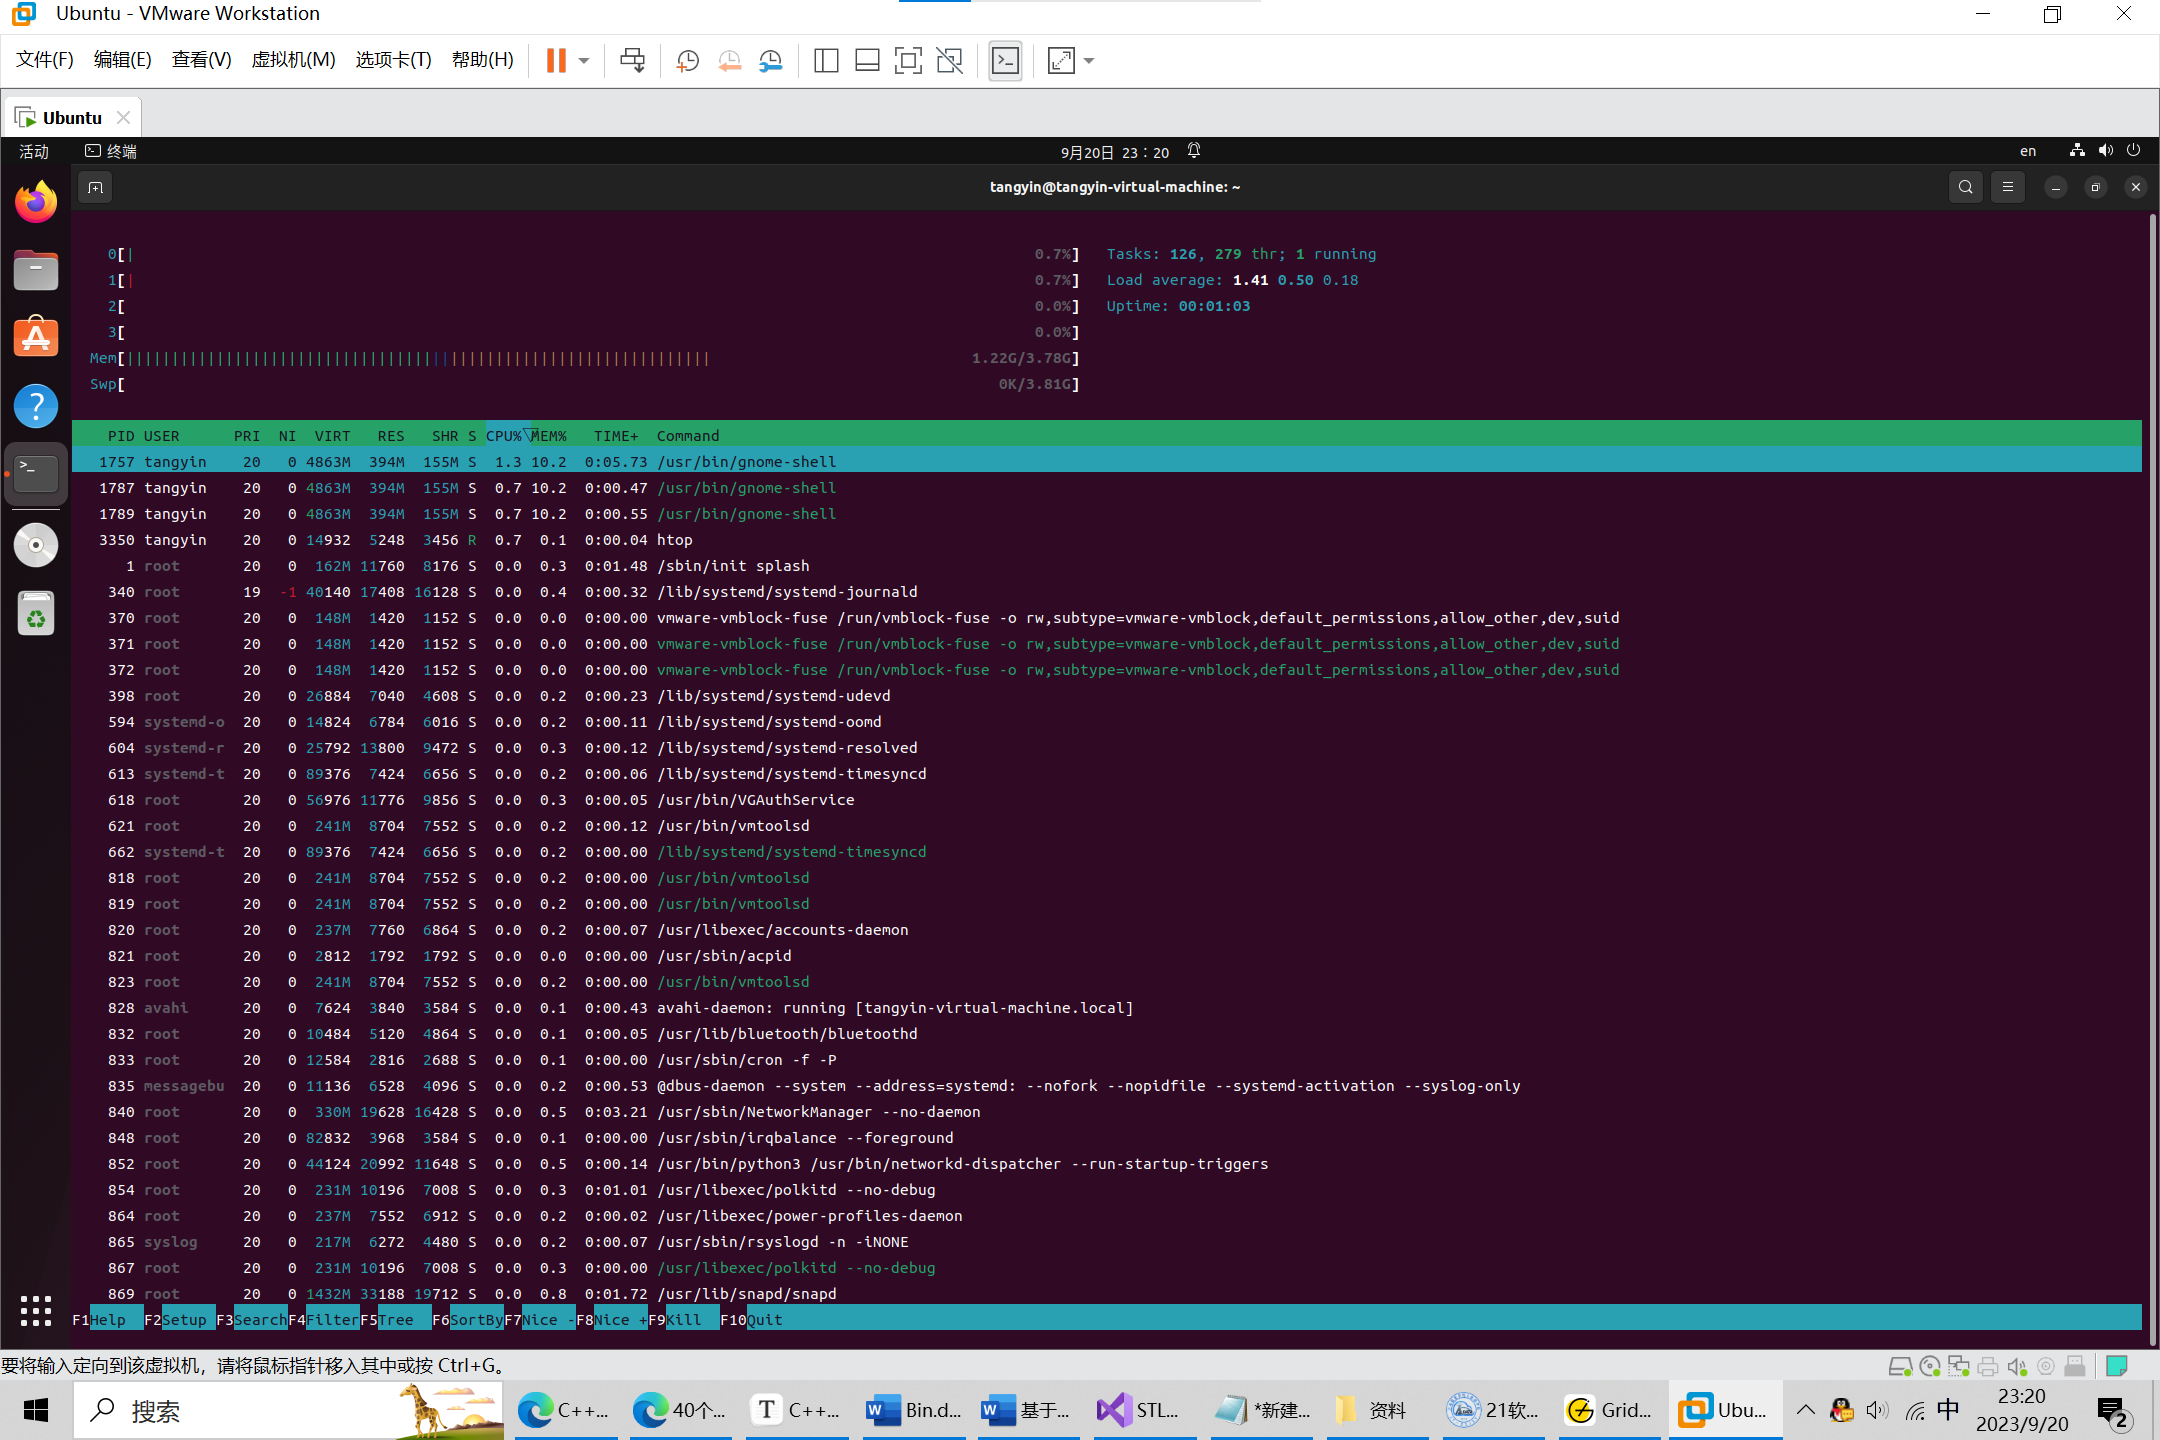 Ubuntu - VMware Workstation
文件(F) 编辑(E) 查看(V) 虚拟机(M) 选项卡(T) 帮助(H)
Ubuntu
活动 终端 9月20日 23：20 en
tangyin@tangyin-virtual-machine: ~
0[| 0.7%] Tasks: 126, 279 thr; 1 running
1[| 0.7%] Load average: 1.41 0.50 0.18
2[ 0.0%] Uptime: 00:01:03
3[ 0.0%]
Mem[||||||||||||||||||||||||||||||||||||||||||||||||||||||||||||||||| 1.22G/3.78G]
Swp[ 0K/3.81G]
PID USER PRI NI VIRT RES SHR S CPU%▽MEM% TIME+ Command
1757 tangyin 20 0 4863M 394M 155M S 1.3 10.2 0:05.73 /usr/bin/gnome-shell
1787 tangyin 20 0 4863M 394M 155M S 0.7 10.2 0:00.47 /usr/bin/gnome-shell
1789 tangyin 20 0 4863M 394M 155M S 0.7 10.2 0:00.55 /usr/bin/gnome-shell
3350 tangyin 20 0 14932 5248 3456 R 0.7 0.1 0:00.04 htop
1 root 20 0 162M 11760 8176 S 0.0 0.3 0:01.48 /sbin/init splash
340 root 19 -1 40140 17408 16128 S 0.0 0.4 0:00.32 /lib/systemd/systemd-journald
370 root 20 0 148M 1420 1152 S 0.0 0.0 0:00.00 vmware-vmblock-fuse /run/vmblock-fuse -o rw,subtype=vmware-vmblock,default_permissions,allow_other,dev,suid
371 root 20 0 148M 1420 1152 S 0.0 0.0 0:00.00 vmware-vmblock-fuse /run/vmblock-fuse -o rw,subtype=vmware-vmblock,default_permissions,allow_other,dev,suid
372 root 20 0 148M 1420 1152 S 0.0 0.0 0:00.00 vmware-vmblock-fuse /run/vmblock-fuse -o rw,subtype=vmware-vmblock,default_permissions,allow_other,dev,suid
398 root 20 0 26884 7040 4608 S 0.0 0.2 0:00.23 /lib/systemd/systemd-udevd
594 systemd-o 20 0 14824 6784 6016 S 0.0 0.2 0:00.11 /lib/systemd/systemd-oomd
604 systemd-r 20 0 25792 13800 9472 S 0.0 0.3 0:00.12 /lib/systemd/systemd-resolved
613 systemd-t 20 0 89376 7424 6656 S 0.0 0.2 0:00.06 /lib/systemd/systemd-timesyncd
618 root 20 0 56976 11776 9856 S 0.0 0.3 0:00.05 /usr/bin/VGAuthService
621 root 20 0 241M 8704 7552 S 0.0 0.2 0:00.12 /usr/bin/vmtoolsd
662 systemd-t 20 0 89376 7424 6656 S 0.0 0.2 0:00.00 /lib/systemd/systemd-timesyncd
818 root 20 0 241M 8704 7552 S 0.0 0.2 0:00.00 /usr/bin/vmtoolsd
819 root 20 0 241M 8704 7552 S 0.0 0.2 0:00.00 /usr/bin/vmtoolsd
820 root 20 0 237M 7760 6864 S 0.0 0.2 0:00.07 /usr/libexec/accounts-daemon
821 root 20 0 2812 1792 1792 S 0.0 0.0 0:00.00 /usr/sbin/acpid
823 root 20 0 241M 8704 7552 S 0.0 0.2 0:00.00 /usr/bin/vmtoolsd
828 avahi 20 0 7624 3840 3584 S 0.0 0.1 0:00.43 avahi-daemon: running [tangyin-virtual-machine.local]
832 root 20 0 10484 5120 4864 S 0.0 0.1 0:00.05 /usr/lib/bluetooth/bluetoothd
833 root 20 0 12584 2816 2688 S 0.0 0.1 0:00.00 /usr/sbin/cron -f -P
835 messagebu 20 0 11136 6528 4096 S 0.0 0.2 0:00.53 @dbus-daemon --system --address=systemd: --nofork --nopidfile --systemd-activation --syslog-only
840 root 20 0 330M 19628 16428 S 0.0 0.5 0:03.21 /usr/sbin/NetworkManager --no-daemon
848 root 20 0 82832 3968 3584 S 0.0 0.1 0:00.00 /usr/sbin/irqbalance --foreground
852 root 20 0 44124 20992 11648 S 0.0 0.5 0:00.14 /usr/bin/python3 /usr/bin/networkd-dispatcher --run-startup-triggers
854 root 20 0 231M 10196 7008 S 0.0 0.3 0:01.01 /usr/libexec/polkitd --no-debug
864 root 20 0 237M 7552 6912 S 0.0 0.2 0:00.02 /usr/libexec/power-profiles-daemon
865 syslog 20 0 217M 6272 4480 S 0.0 0.2 0:00.07 /usr/sbin/rsyslogd -n -iNONE
867 root 20 0 231M 10196 7008 S 0.0 0.3 0:00.00 /usr/libexec/polkitd --no-debug
869 root 20 0 1432M 33188 19712 S 0.0 0.8 0:01.72 /usr/lib/snapd/snapd
F1Help F2Setup F3SearchF4FilterF5Tree F6SortByF7Nice -F8Nice +F9Kill F10Quit
要将输入定向到该虚拟机，请将鼠标指针移入其中或按 Ctrl+G。
搜索 C++... 40个... C++... Bin.d... 基于... STL... *新建... 资料 21软... Grid... Ubu... 中 23:20
2023/9/20 2